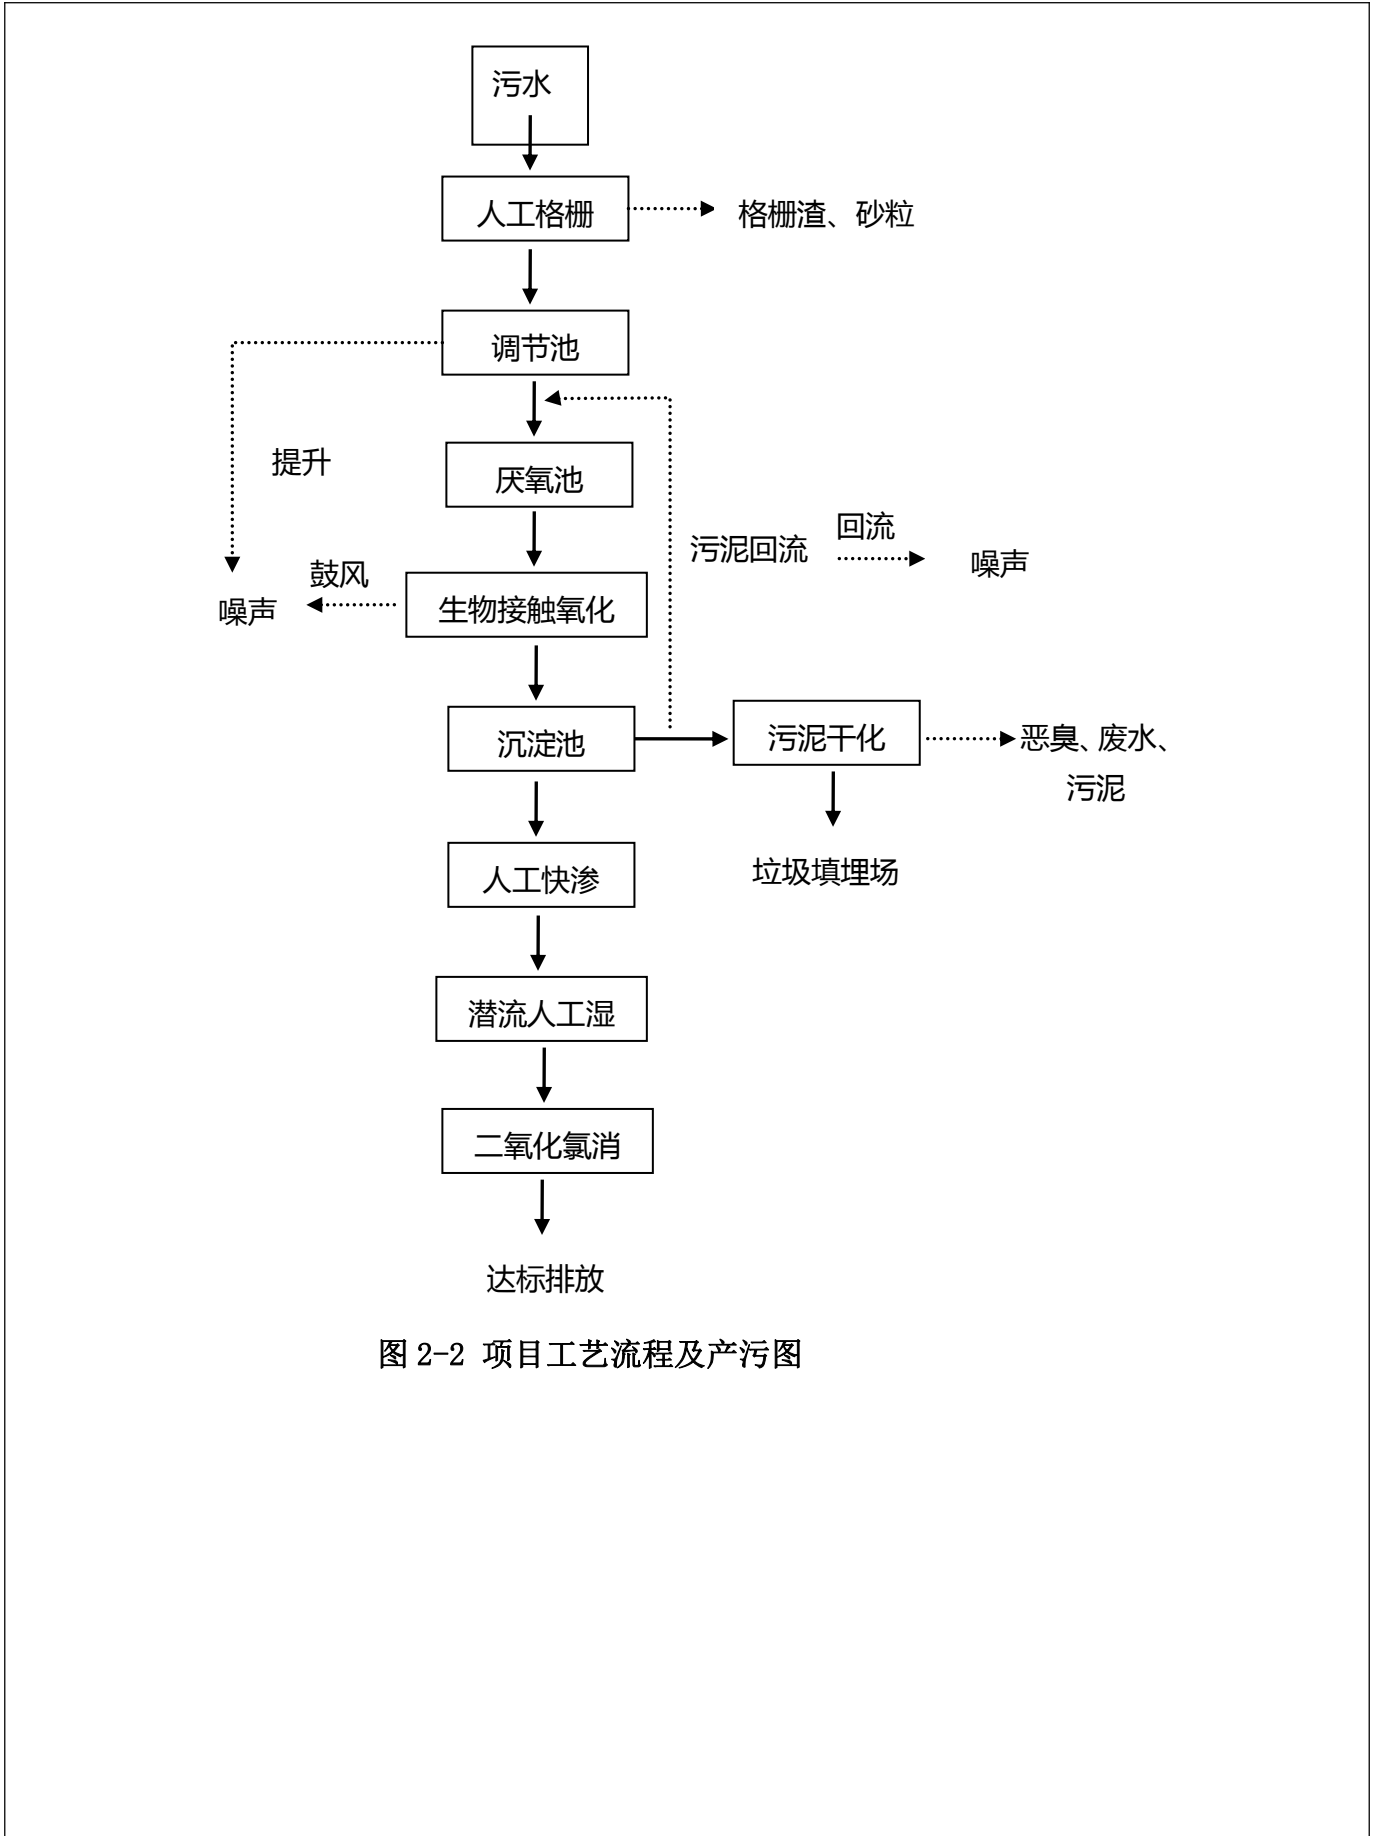 污水
人工格栅
格栅渣、砂粒
调节池
提升
厌氧池
污泥回流
回流
噪声
鼓风
噪声
生物接触氧化
沉淀池
污泥干化
恶臭、废水、
污泥
人工快渗
垃圾填埋场
潜流人工湿
二氧化氯消
达标排放
图 2-2 项目工艺流程及产污图